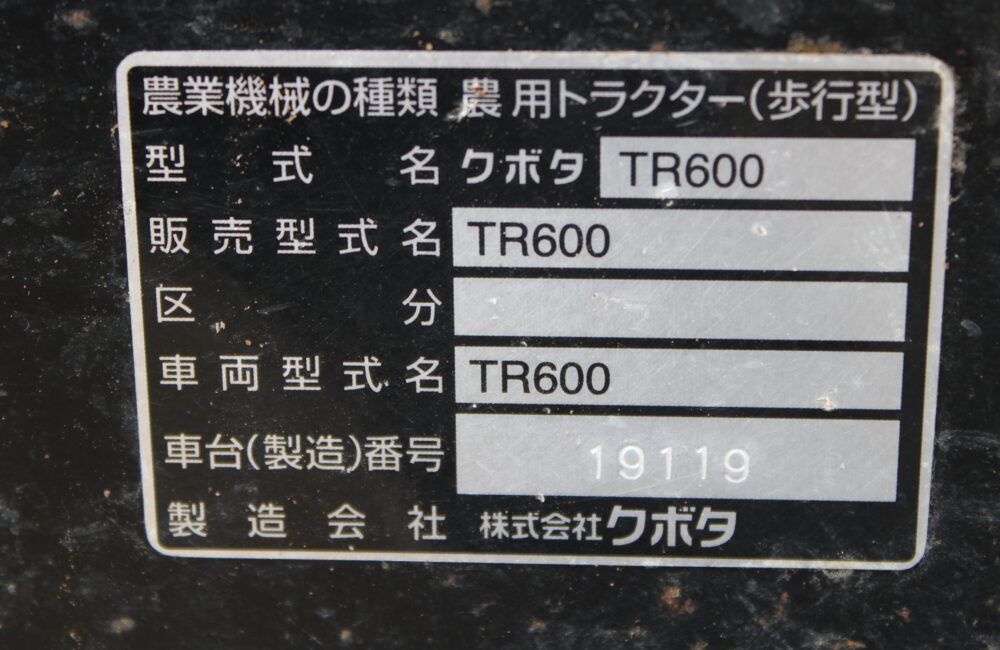 農業機械の種類 農用トラクター(歩行型)
型式名 クボタ TR600
販売型式名 TR600
区分
車両型式名 TR600
車台(製造)番号 19119
製造会社 株式会社クボタ